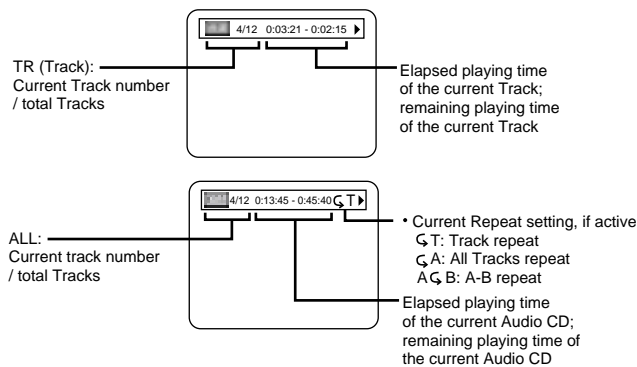 4/12 0:03:21 - 0:02:15
TR (Track):
Current Track number
/ total Tracks
Elapsed playing time
of the current Track;
remaining playing time
of the current Track
4/12 0:13:45 - 0:45:40 T
ALL:
Current track number
/ total Tracks
• Current Repeat setting, if active
T: Track repeat
A: All Tracks repeat
A B: A-B repeat
Elapsed playing time
of the current Audio CD;
remaining playing time of
the current Audio CD